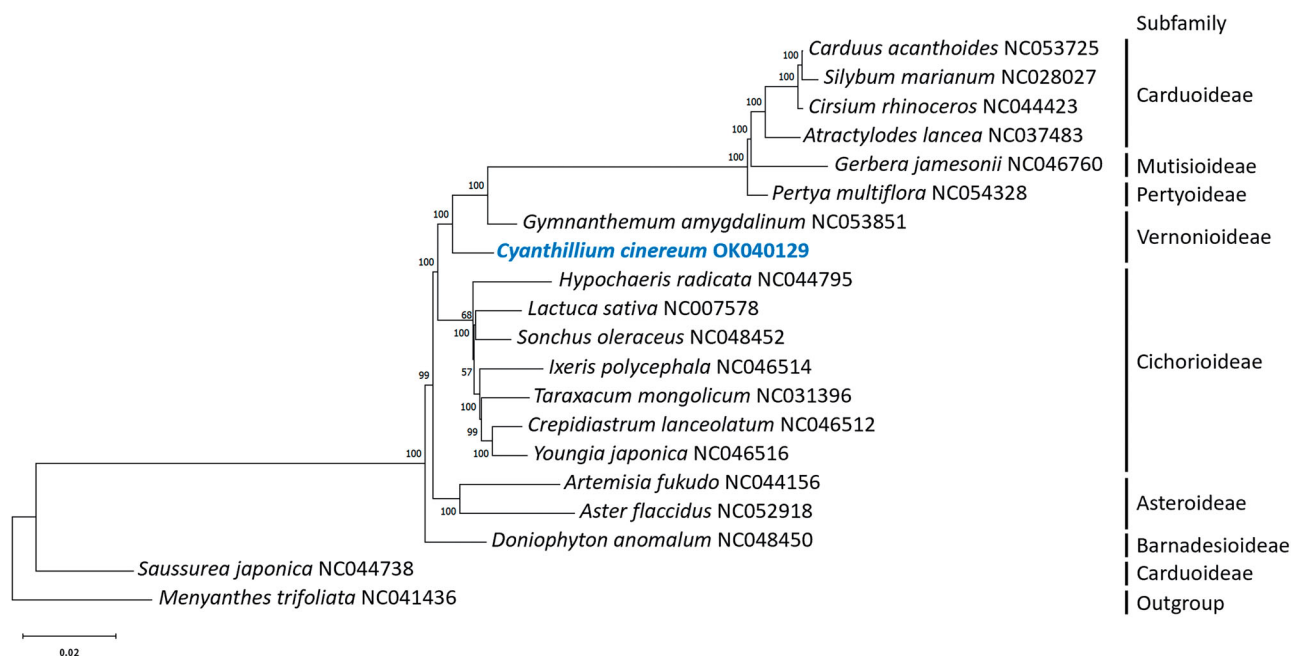 Subfamily
Carduus acanthoides NC053725
Silybum marianum NC028027
Cirsium rhinoceros NC044423
Atractylodes lancea NC037483
Carduoideae
Gerbera jamesonii NC046760
Mutisioideae
Pertya multiflora NC054328
Pertyoideae
Gymnanthemum amygdalinum NC053851
Cyanthillium cinereum OK040129
Vernonioideae
Hypochaeris radicata NC044795
Lactuca sativa NC007578
Sonchus oleraceus NC048452
Ixeris polycephala NC046514
Taraxacum mongolicum NC031396
Crepidiastrum lanceolatum NC046512
Youngia japonica NC046516
Cichorioideae
Artemisia fukudo NC044156
Aster flaccidus NC052918
Asteroideae
Doniophyton anomalum NC048450
Barnadesioideae
Saussurea japonica NC044738
Carduoideae
Menyanthes trifoliata NC041436
Outgroup
100
100
100
100
100
100
100
100
68
100
57
100
99
100
99
100
100
0.02